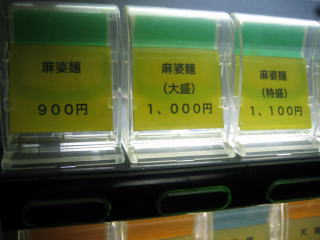 麻婆麺
900円
麻婆麺
(大盛)
1、000円
麻婆麺
(特盛)
1、100円